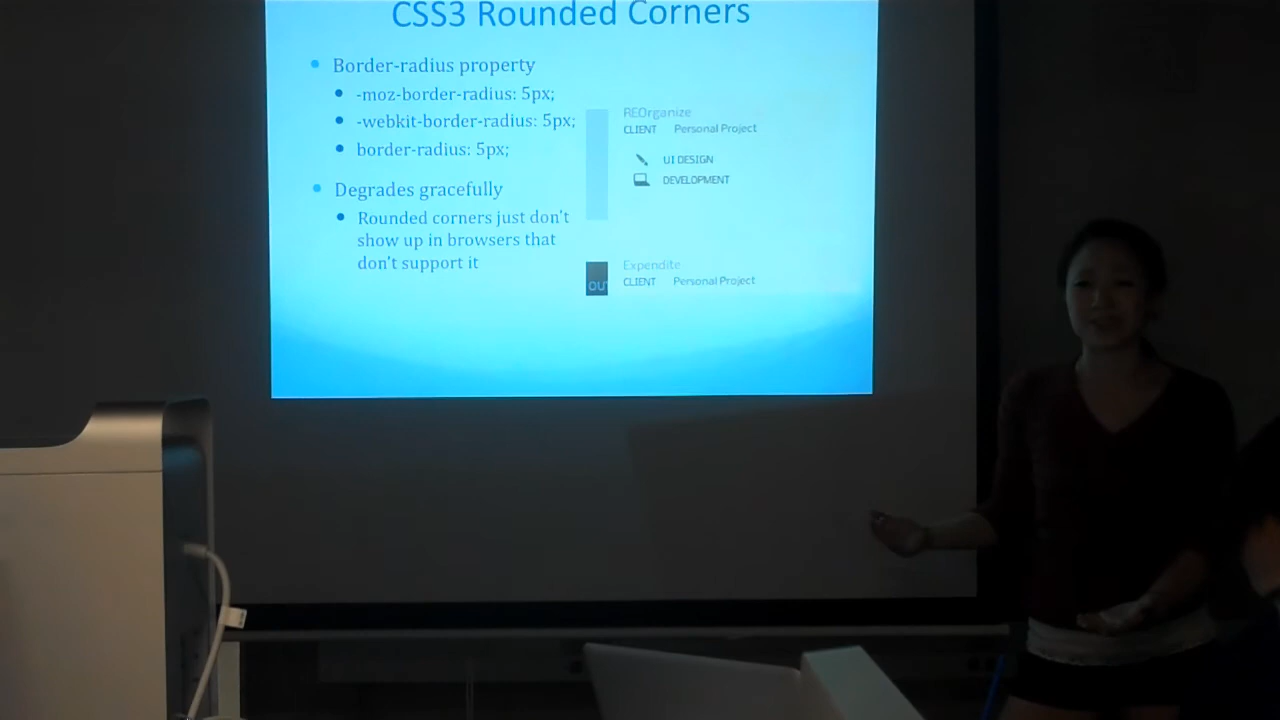 CSS3 Rounded Corners
Border-radius property
-moz-border-radius: 5px;
-webkit-border-radius: 5px;
border-radius: 5px;
Degrades gracefully
Rounded corners just don't
show up in browsers that
don't support it
REOrganize
CLIENT Personal Project
UI DESIGN
DEVELOPMENT
OU
Expendite
CLIENT Personal Project